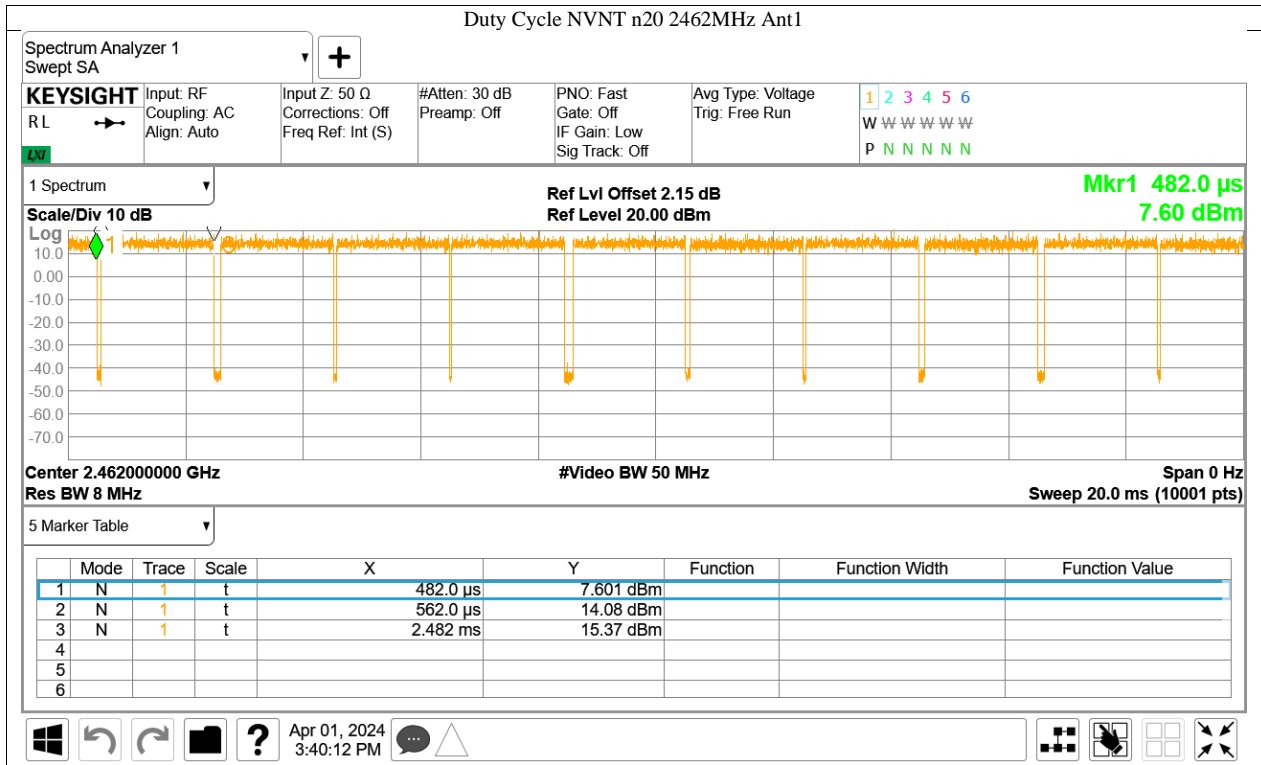 Duty Cycle NVNT n20 2462MHz Ant1
Spectrum Analyzer 1
Swept SA
KEYSIGHT
RL
LXI
Input: RF
Coupling: AC
Align: Auto
Input Z: 50 Ω
Corrections: Off
Freq Ref: Int (S)
#Atten: 30 dB
Preamp: Off
PNO: Fast
Gate: Off
IF Gain: Low
Sig Track: Off
Avg Type: Voltage
Trig: Free Run
1 2 3 4 5 6
W W W W W W
P N N N N N
1 Spectrum
Scale/Div 10 dB
Ref Lvl Offset 2.15 dB
Ref Level 20.00 dBm
Mkr1 482.0 µs
7.60 dBm
Log
1
10.0
0.00
-10.0
-20.0
-30.0
-40.0
-50.0
-60.0
-70.0
Center 2.462000000 GHz #Video BW 50 MHz Span 0 Hz
Res BW 8 MHz Sweep 20.0 ms (10001 pts)
5 Marker Table
Mode Trace Scale X Y Function Function Width Function Value
1 N 1 t 482.0 µs 7.601 dBm
2 N 1 t 562.0 µs 14.08 dBm
3 N 1 t 2.482 ms 15.37 dBm
4
5
6
?
Apr 01, 2024
3:40:12 PM